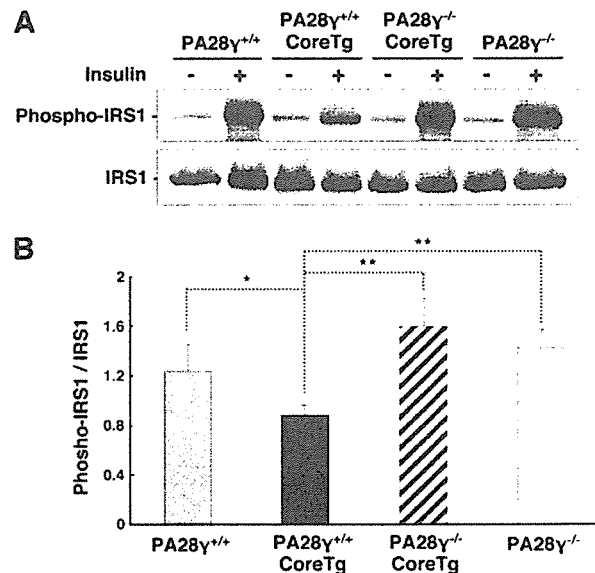 A
PA28γ+/+ PA28γ+/+ CoreTg PA28γ-/- CoreTg PA28γ-/-
Insulin - + - + - + - +
Phospho-IRS1 -
IRS1 -
B
Phosho-IRS1 / IRS1
2
1.6
1.2
0.8
0.4
0
* ** **
PA28γ+/+ PA28γ+/+ CoreTg PA28γ-/- CoreTg PA28γ-/-